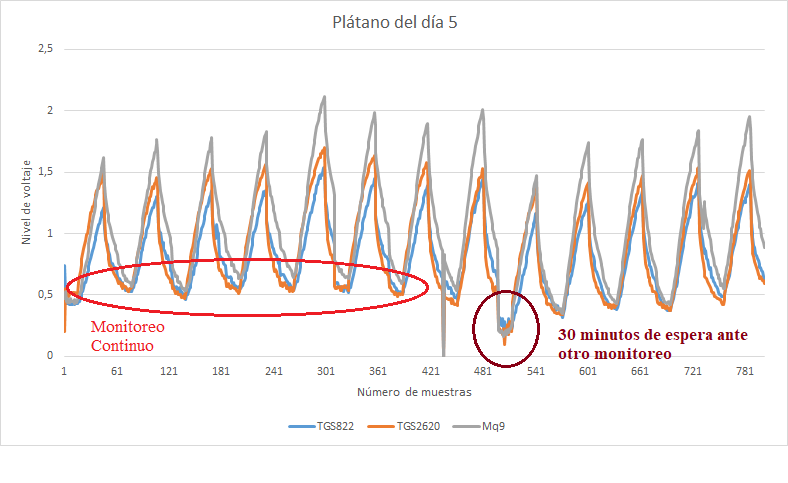 Plátano del día 5
2,5
2
1,5
1
0,5
0
Nivel de voltaje
Monitoreo
Continuo
30 minutos de espera ante
otro monitoreo
1 61 121 181 241 301 361 421 481 541 601 661 721 781
Número de muestras
TGS822 TGS2620 Mq9